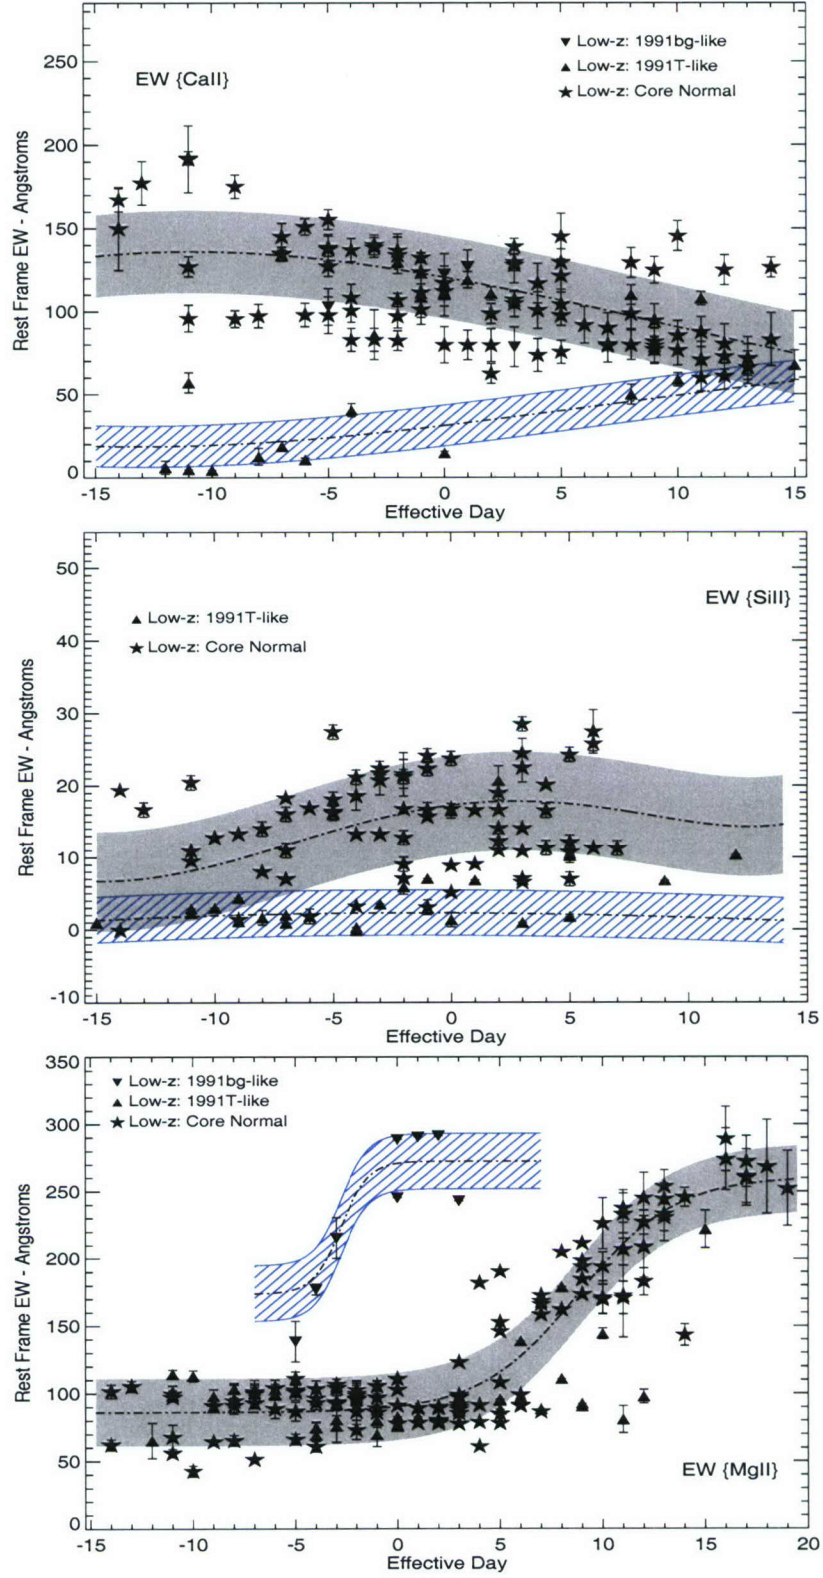 EW {CaII}
Low-z: 1991bg-like
Low-z: 1991T-like
Low-z: Core Normal
250
200
150
100
50
0
Rest Frame EW - Angstroms
-15 -10 -5 0 5 10 15
Effective Day
EW {SiII}
Low-z: 1991T-like
Low-z: Core Normal
50
40
30
20
10
0
-10
Rest Frame EW - Angstroms
-15 -10 -5 0 5 10 15
Effective Day
Low-z: 1991bg-like
Low-z: 1991T-like
Low-z: Core Normal
350
300
250
200
150
100
50
0
Rest Frame EW - Angstroms
EW {MgII}
-15 -10 -5 0 5 10 15 20
Effective Day